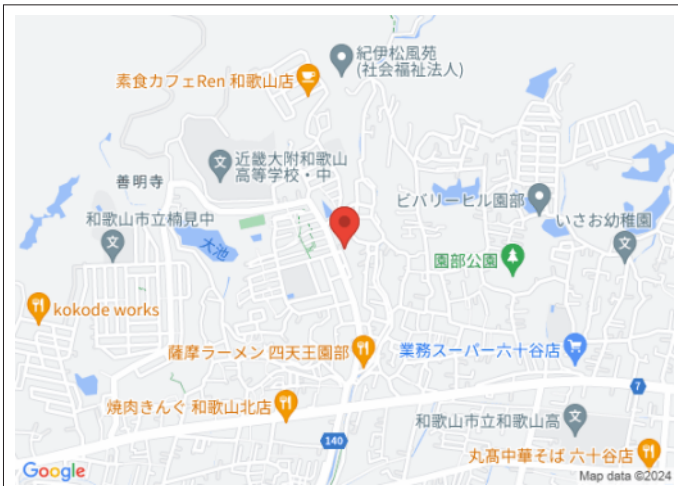 紀伊松風苑
(社会福祉法人)
素食カフェRen 和歌山店
近畿大附和歌山
高等学校・中
善明寺
ビバリーヒル園部
和歌山市立楠見中
いさお幼稚園
大池
園部公園
kokode works
薩摩ラーメン 四天王園部
業務スーパー六十谷店
7
焼肉きんぐ 和歌山北店
和歌山市立和歌山高
140
丸髙中華そば 六十谷店
Google
Map data ©2024